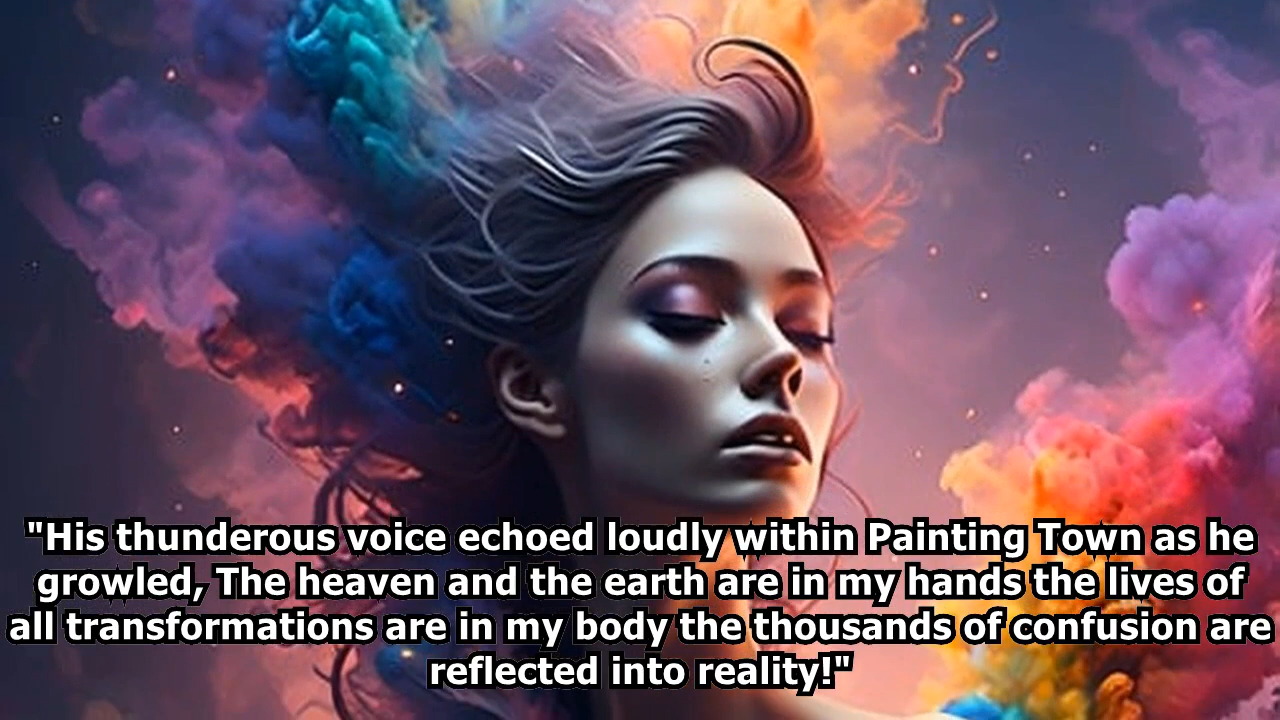 "His thunderous voice echoed loudly within Painting Town as he
growled, The heaven and the earth are in my hands the lives of
all transformations are in my body the thousands of confusion are
reflected into reality!"